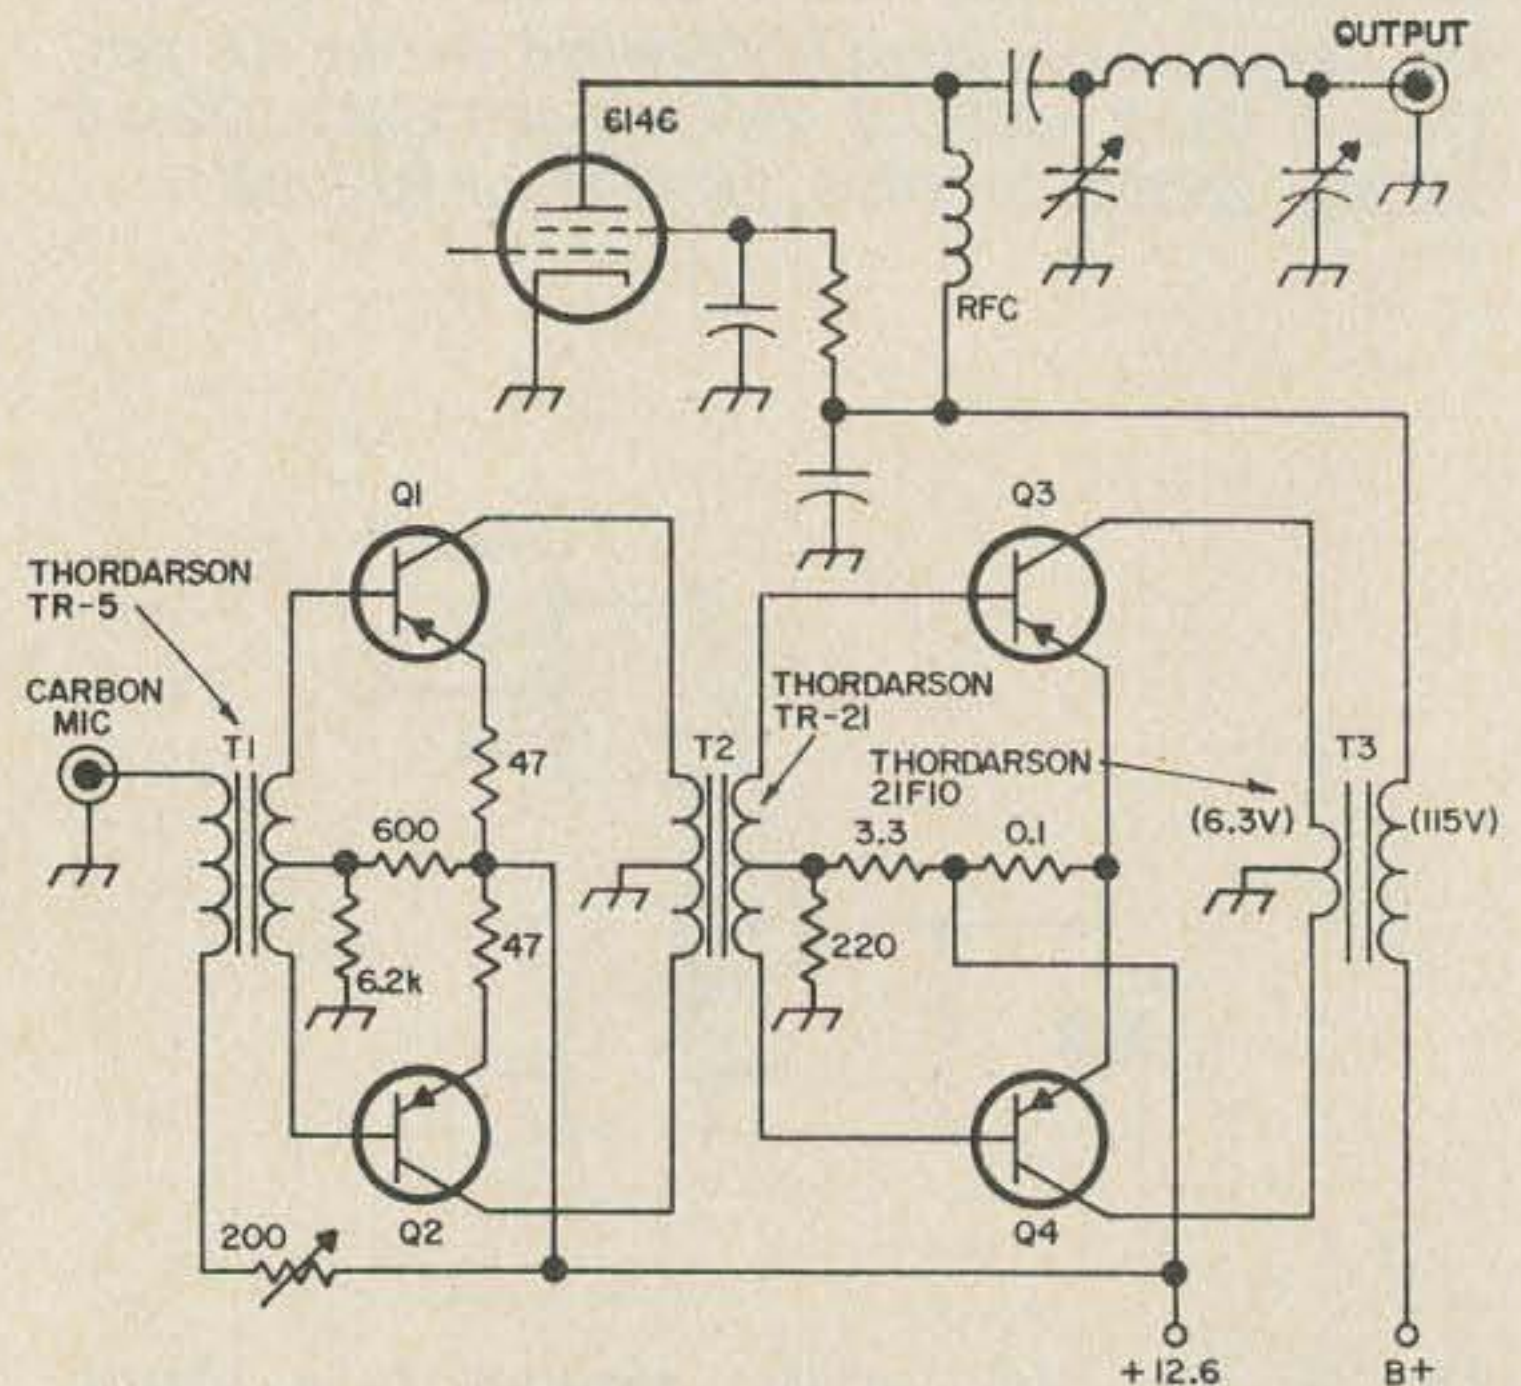 OUTPUT
6146
RFC
Q1
Q3
THORDARSON
TR-5
CARBON
MIC
T1
47
600
6.2k
47
T2
THORDARSON
TR-21
THORDARSON
21F10
3.3
0.1
220
(6.3V)
T3
(115V)
200
Q2
Q4
+12.6
B+